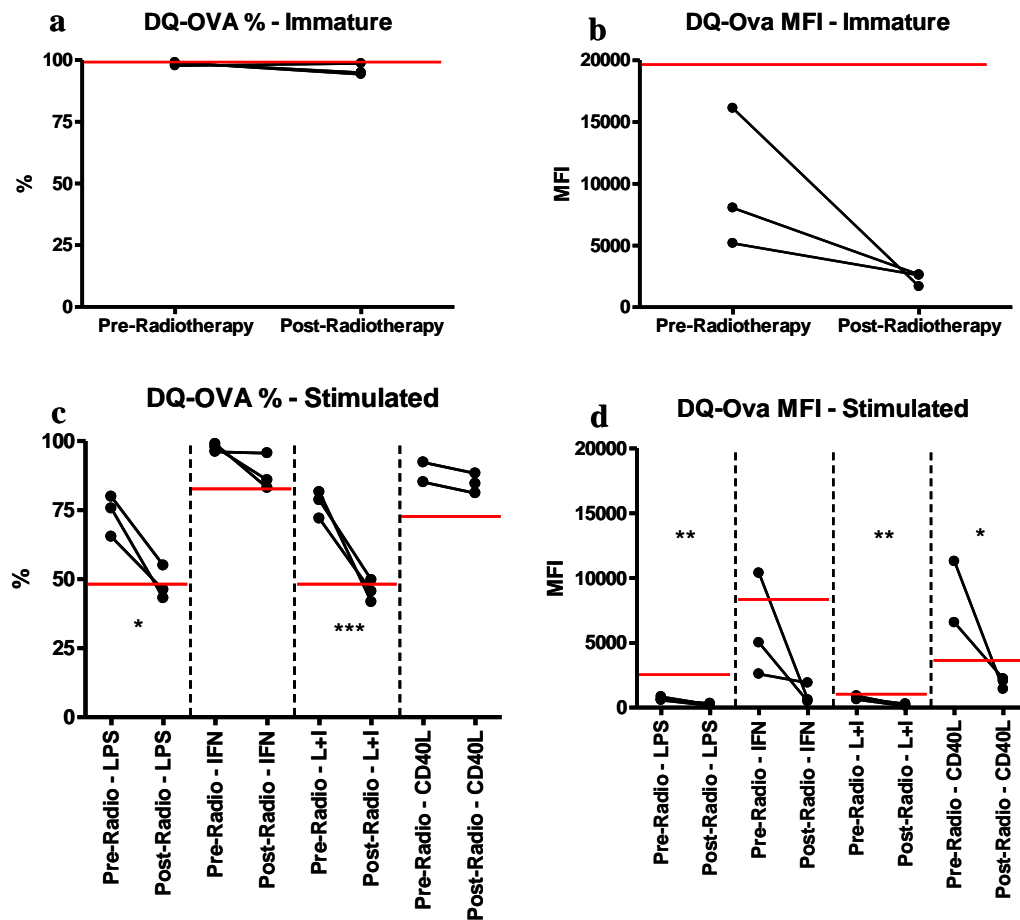 a
DQ-OVA % - Immature
100
75
50
25
0
%
Pre-Radiotherapy
Post-Radiotherapy
b
DQ-Ova MFI - Immature
20000
15000
10000
5000
0
MFI
Pre-Radiotherapy
Post-Radiotherapy
c
DQ-OVA % - Stimulated
100
75
50
25
0
%
*
***
Pre-Radio - LPS
Post-Radio - LPS
Pre-Radio - IFN
Post-Radio - IFN
Pre-Radio - L+I
Post-Radio - L+I
Pre-Radio - CD40L
Post-Radio - CD40L
d
DQ-Ova MFI - Stimulated
20000
15000
10000
5000
0
MFI
**
**
*
Pre-Radio - LPS
Post-Radio - LPS
Pre-Radio - IFN
Post-Radio - IFN
Pre-Radio - L+I
Post-Radio - L+I
Pre-Radio - CD40L
Post-Radio - CD40L